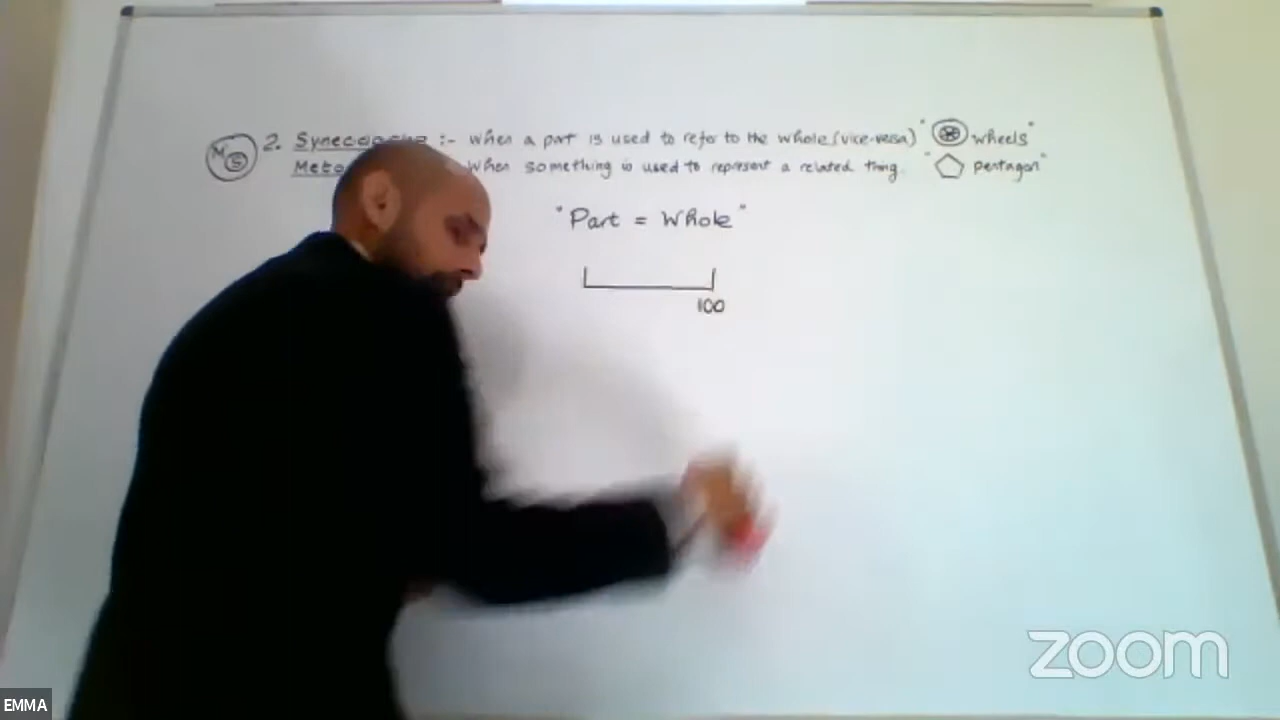 M S 2. :- when a part is used to refer to the whole (vice-versa) " wheels"
when something is used to represent a related thing. " pentagon"
"Part = Whole"
100
zoom
EMMA